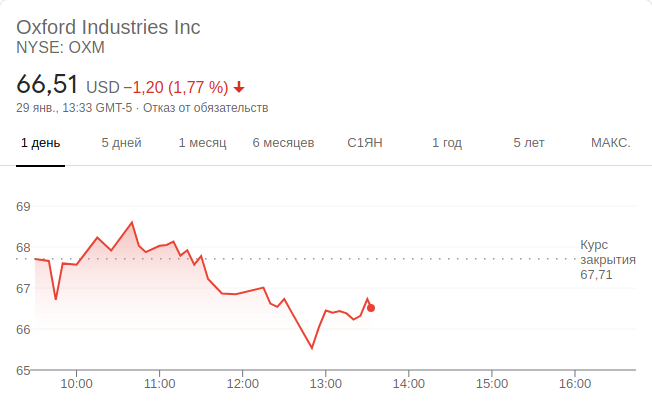 Oxford Industries Inc
NYSE: OXM
66,51 USD −1,20 (1,77 %)
29 янв., 13:33 GMT-5 · Отказ от обязательств
1 день 5 дней 1 месяц 6 месяцев С1ЯН 1 год 5 лет МАКС.
69
68
67
66
65
Курс
закрытия
67,71
10:00 11:00 12:00 13:00 14:00 15:00 16:00